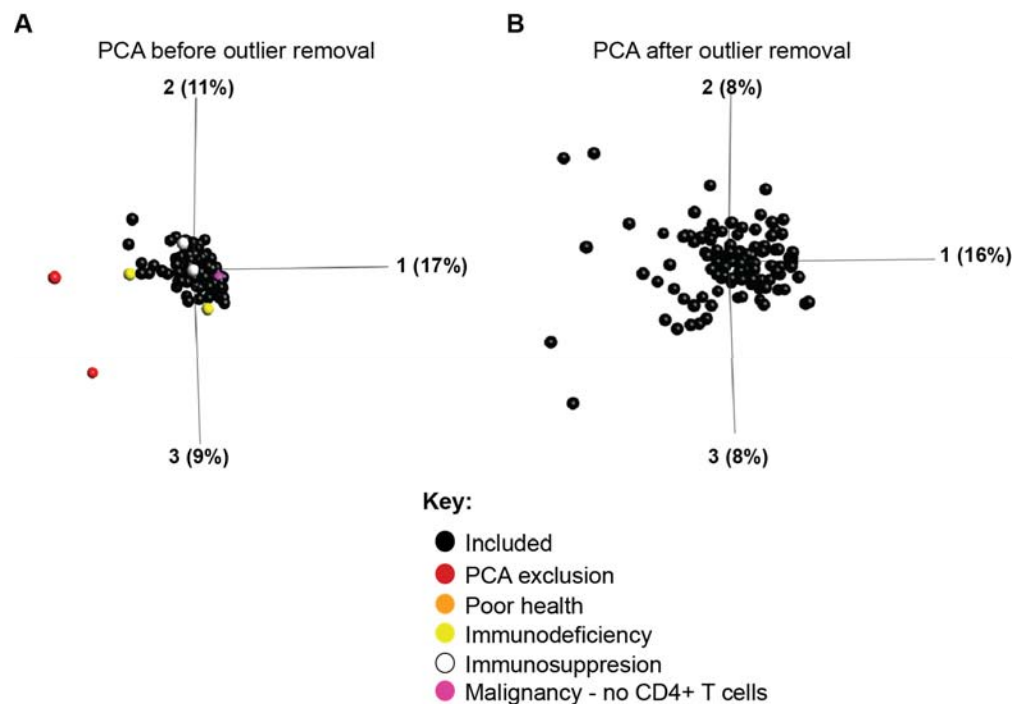 A
PCA before outlier removal
2 (11%)
1 (17%)
3 (9%)
B
PCA after outlier removal
2 (8%)
1 (16%)
3 (8%)
Key:
Included
PCA exclusion
Poor health
Immunodeficiency
Immunosuppresion
Malignancy - no CD4+ T cells